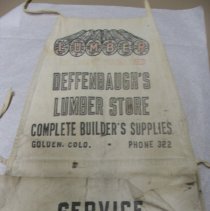 LUMBER
DEFFENBAUGH'S
LUMBER STORE
COMPLETE BUILDER'S SUPPLIES
GOLDEN, COLO. - PHONE 322
SERVICE